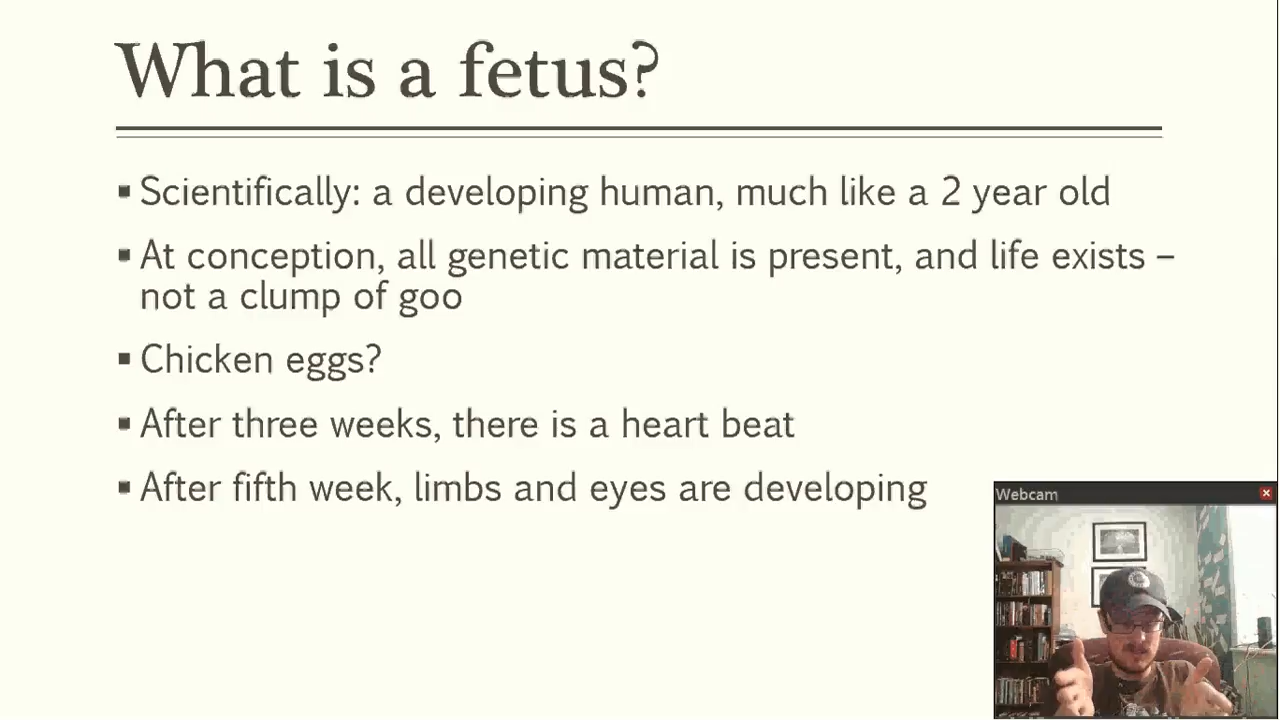 What is a fetus?
▪ Scientifically: a developing human, much like a 2 year old
▪ At conception, all genetic material is present, and life exists –
not a clump of goo
▪ Chicken eggs?
▪ After three weeks, there is a heart beat
▪ After fifth week, limbs and eyes are developing
Webcam